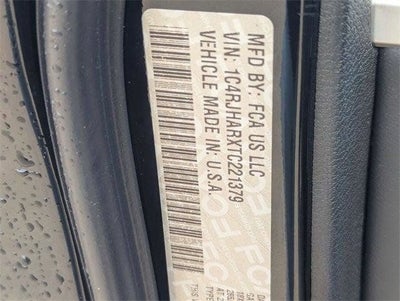 MFD BY: FCA US LLC
VIN: 1C4RJHARXTC221379
VEHICLE MADE IN: U.S.A.